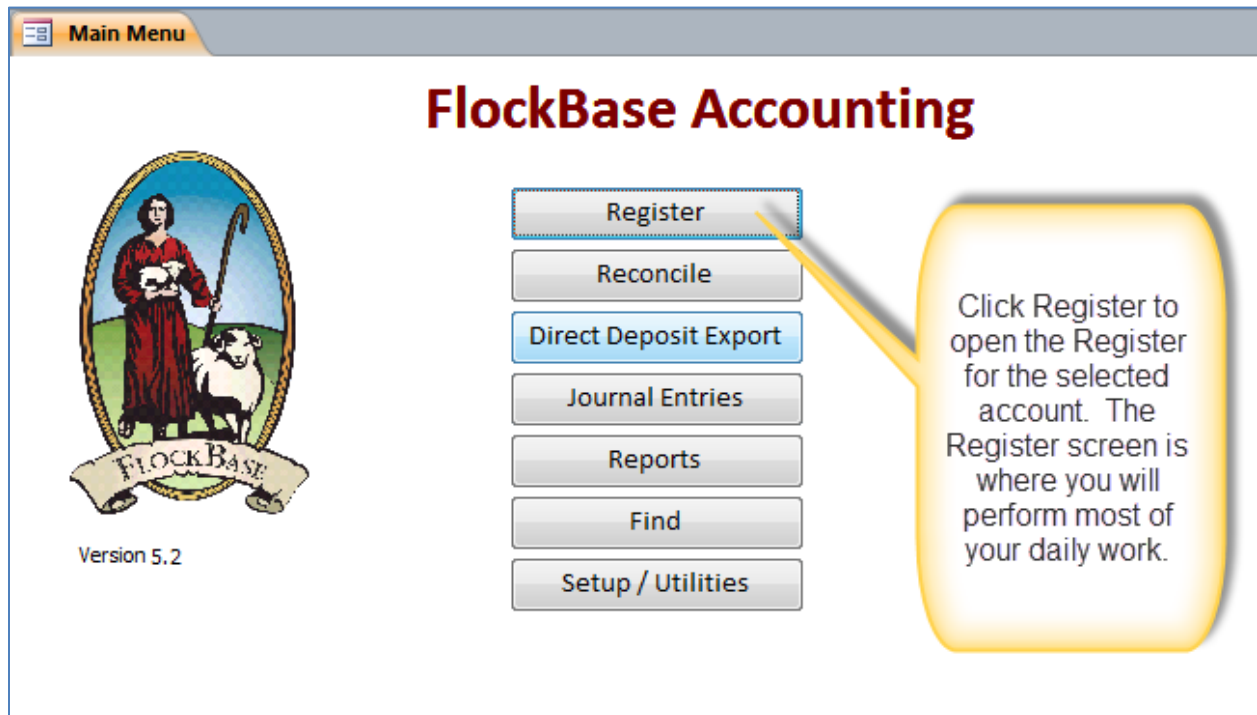 Main Menu
FlockBase Accounting
Register
Reconcile
Direct Deposit Export
Journal Entries
Reports
Find
Setup / Utilities
FLOCKBASE
Version 5.2
Click Register to
open the Register
for the selected
account.  The
Register screen is
where you will
perform most of
your daily work.